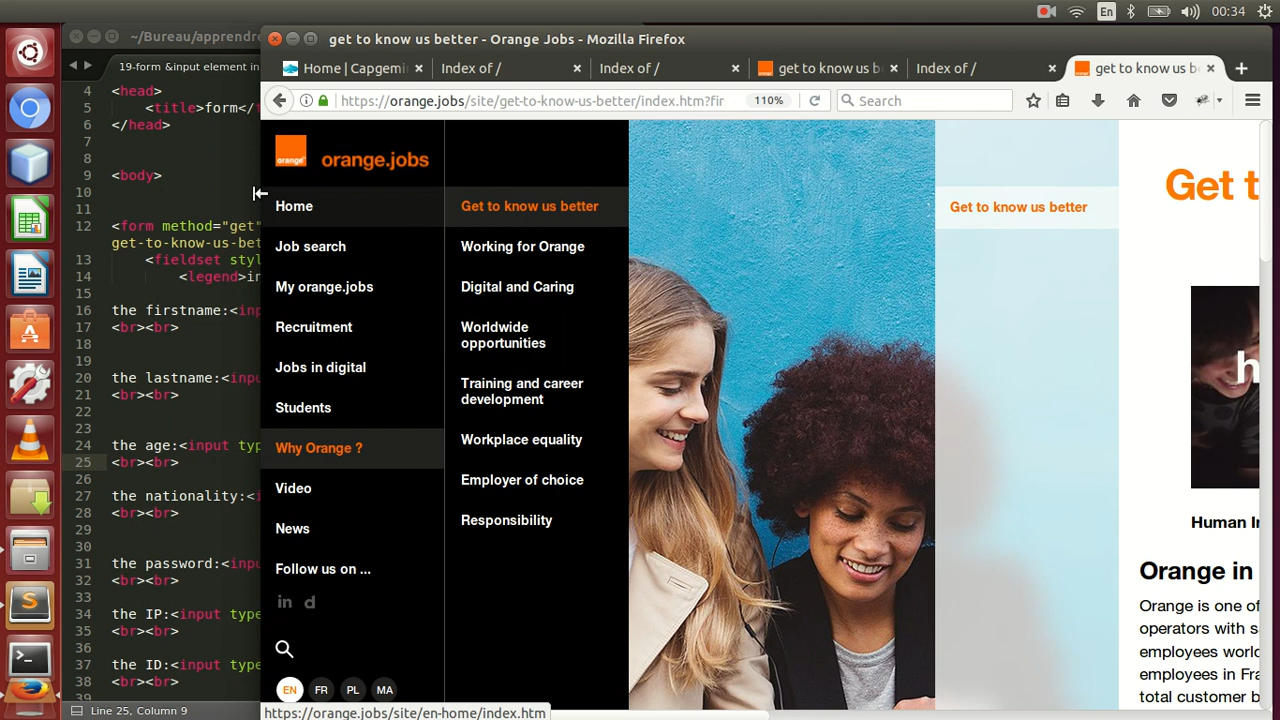 En
00:34
~/Bureau/apprendre
get to know us better - Orange Jobs - Mozilla Firefox
19-form &input element in
Home | Capgemini
Index of /
Index of /
get to know us b
Index of /
get to know us b
https://orange.jobs/site/get-to-know-us-better/index.htm?fir
110%
Search
4 <head>
5 <title>form</
6 </head>
7
8
9 <body>
10
11
12 <form method="get"
get-to-know-us-bet
13 <fieldset styl
14 <legend>in
15
16 the firstname:<inp
17 <br><br>
18
19
20 the lastname:<inpu
21 <br><br>
22
23
24 the age:<input typ
25 <br><br>
26
27 the nationality:<i
28 <br><br>
29
30
31 the password:<inpu
32 <br><br>
33
34 the IP:<input type
35 <br><br>
36
37 the ID:<input type
38 <br><br>
39
Line 25, Column 9
orange
orange.jobs
Home
Job search
My orange.jobs
Recruitment
Jobs in digital
Students
Why Orange ?
Video
News
Follow us on ...
in d
EN FR PL MA
https://orange.jobs/site/en-home/index.htm
Get to know us better
Working for Orange
Digital and Caring
Worldwide
opportunities
Training and career
development
Workplace equality
Employer of choice
Responsibility
Get to know us better
Get t
h
Human In
Orange in
Orange is one of
operators with s
employees world
employees in Fra
total customer b